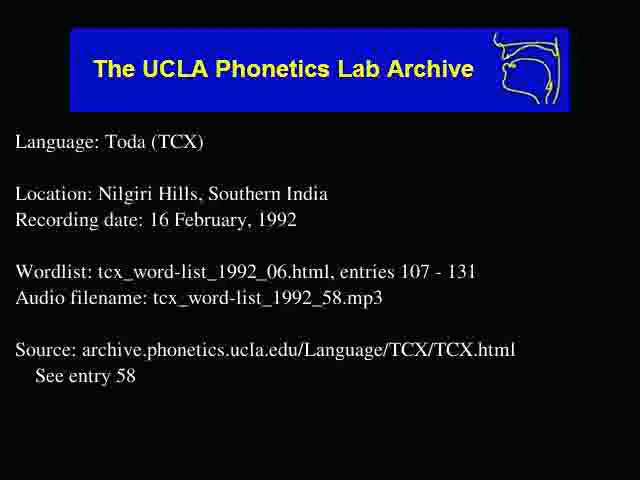 The UCLA Phonetics Lab Archive
Language: Toda (TCX)
Location: Nilgiri Hills, Southern India
Recording date: 16 February, 1992
Wordlist: tcx_word-list_1992_06.html, entries 107 - 131
Audio filename: tcx_word-list_1992_58.mp3
Source: archive.phonetics.ucla.edu/Language/TCX/TCX.html
See entry 58